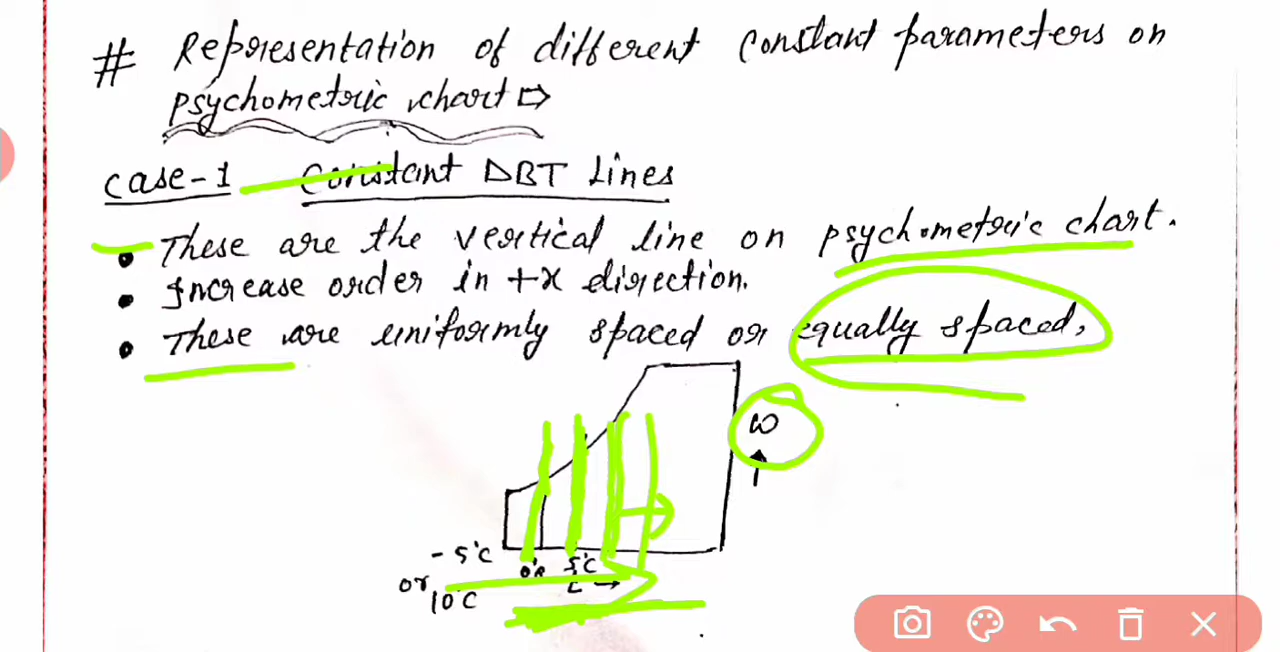 # Representation of different constant parameters on
psychometric chart ⇨
Case-1 Constant DBT Lines
• These are the vertical line on psychometric chart.
• Increase order in +x direction.
• These are uniformly spaced or equally spaced,
ω
-5°C
5°C
or
10°C